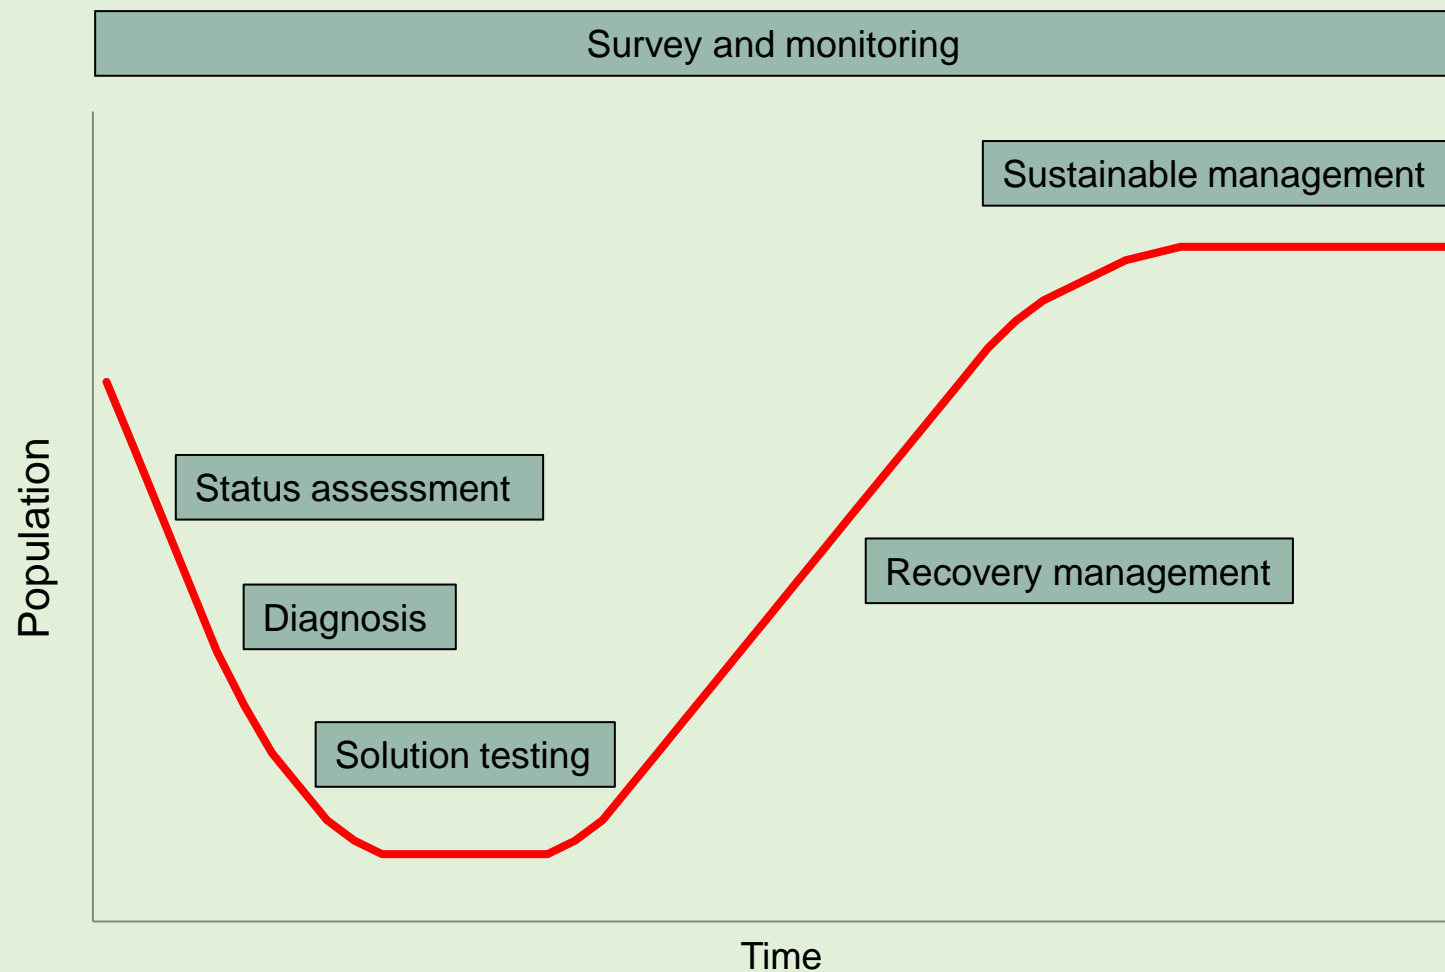 Survey and monitoring
Sustainable management
Status assessment
Recovery management
Diagnosis
Solution testing
Population
Time